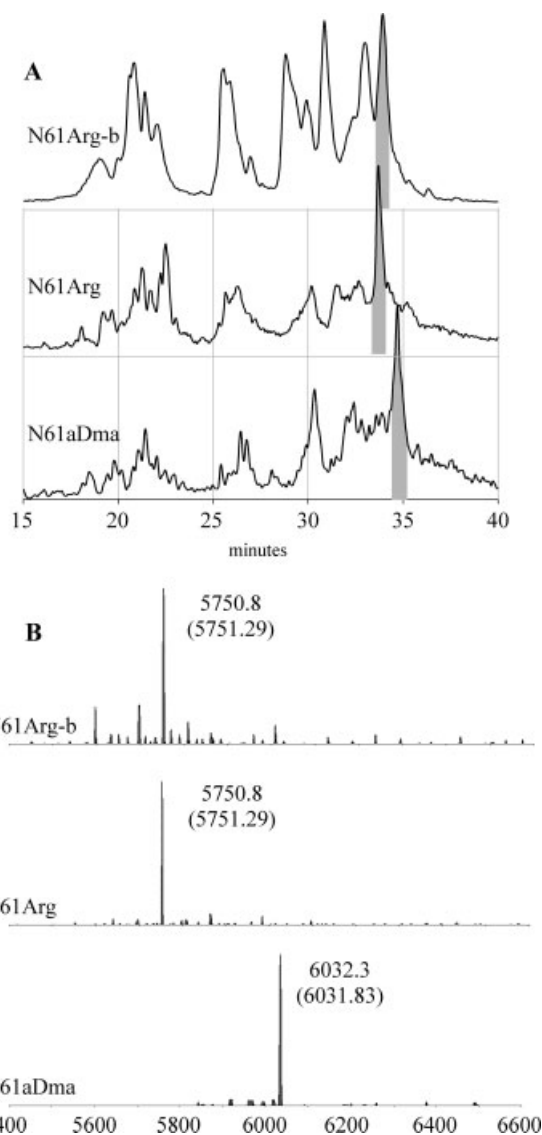 A
N61Arg-b
N61Arg
N61aDma
15 20 25 30 35 40
minutes
B
5750.8
(5751.29)
61Arg-b
5750.8
(5751.29)
61Arg
6032.3
(6031.83)
61aDma
400 5600 5800 6000 6200 6400 6600